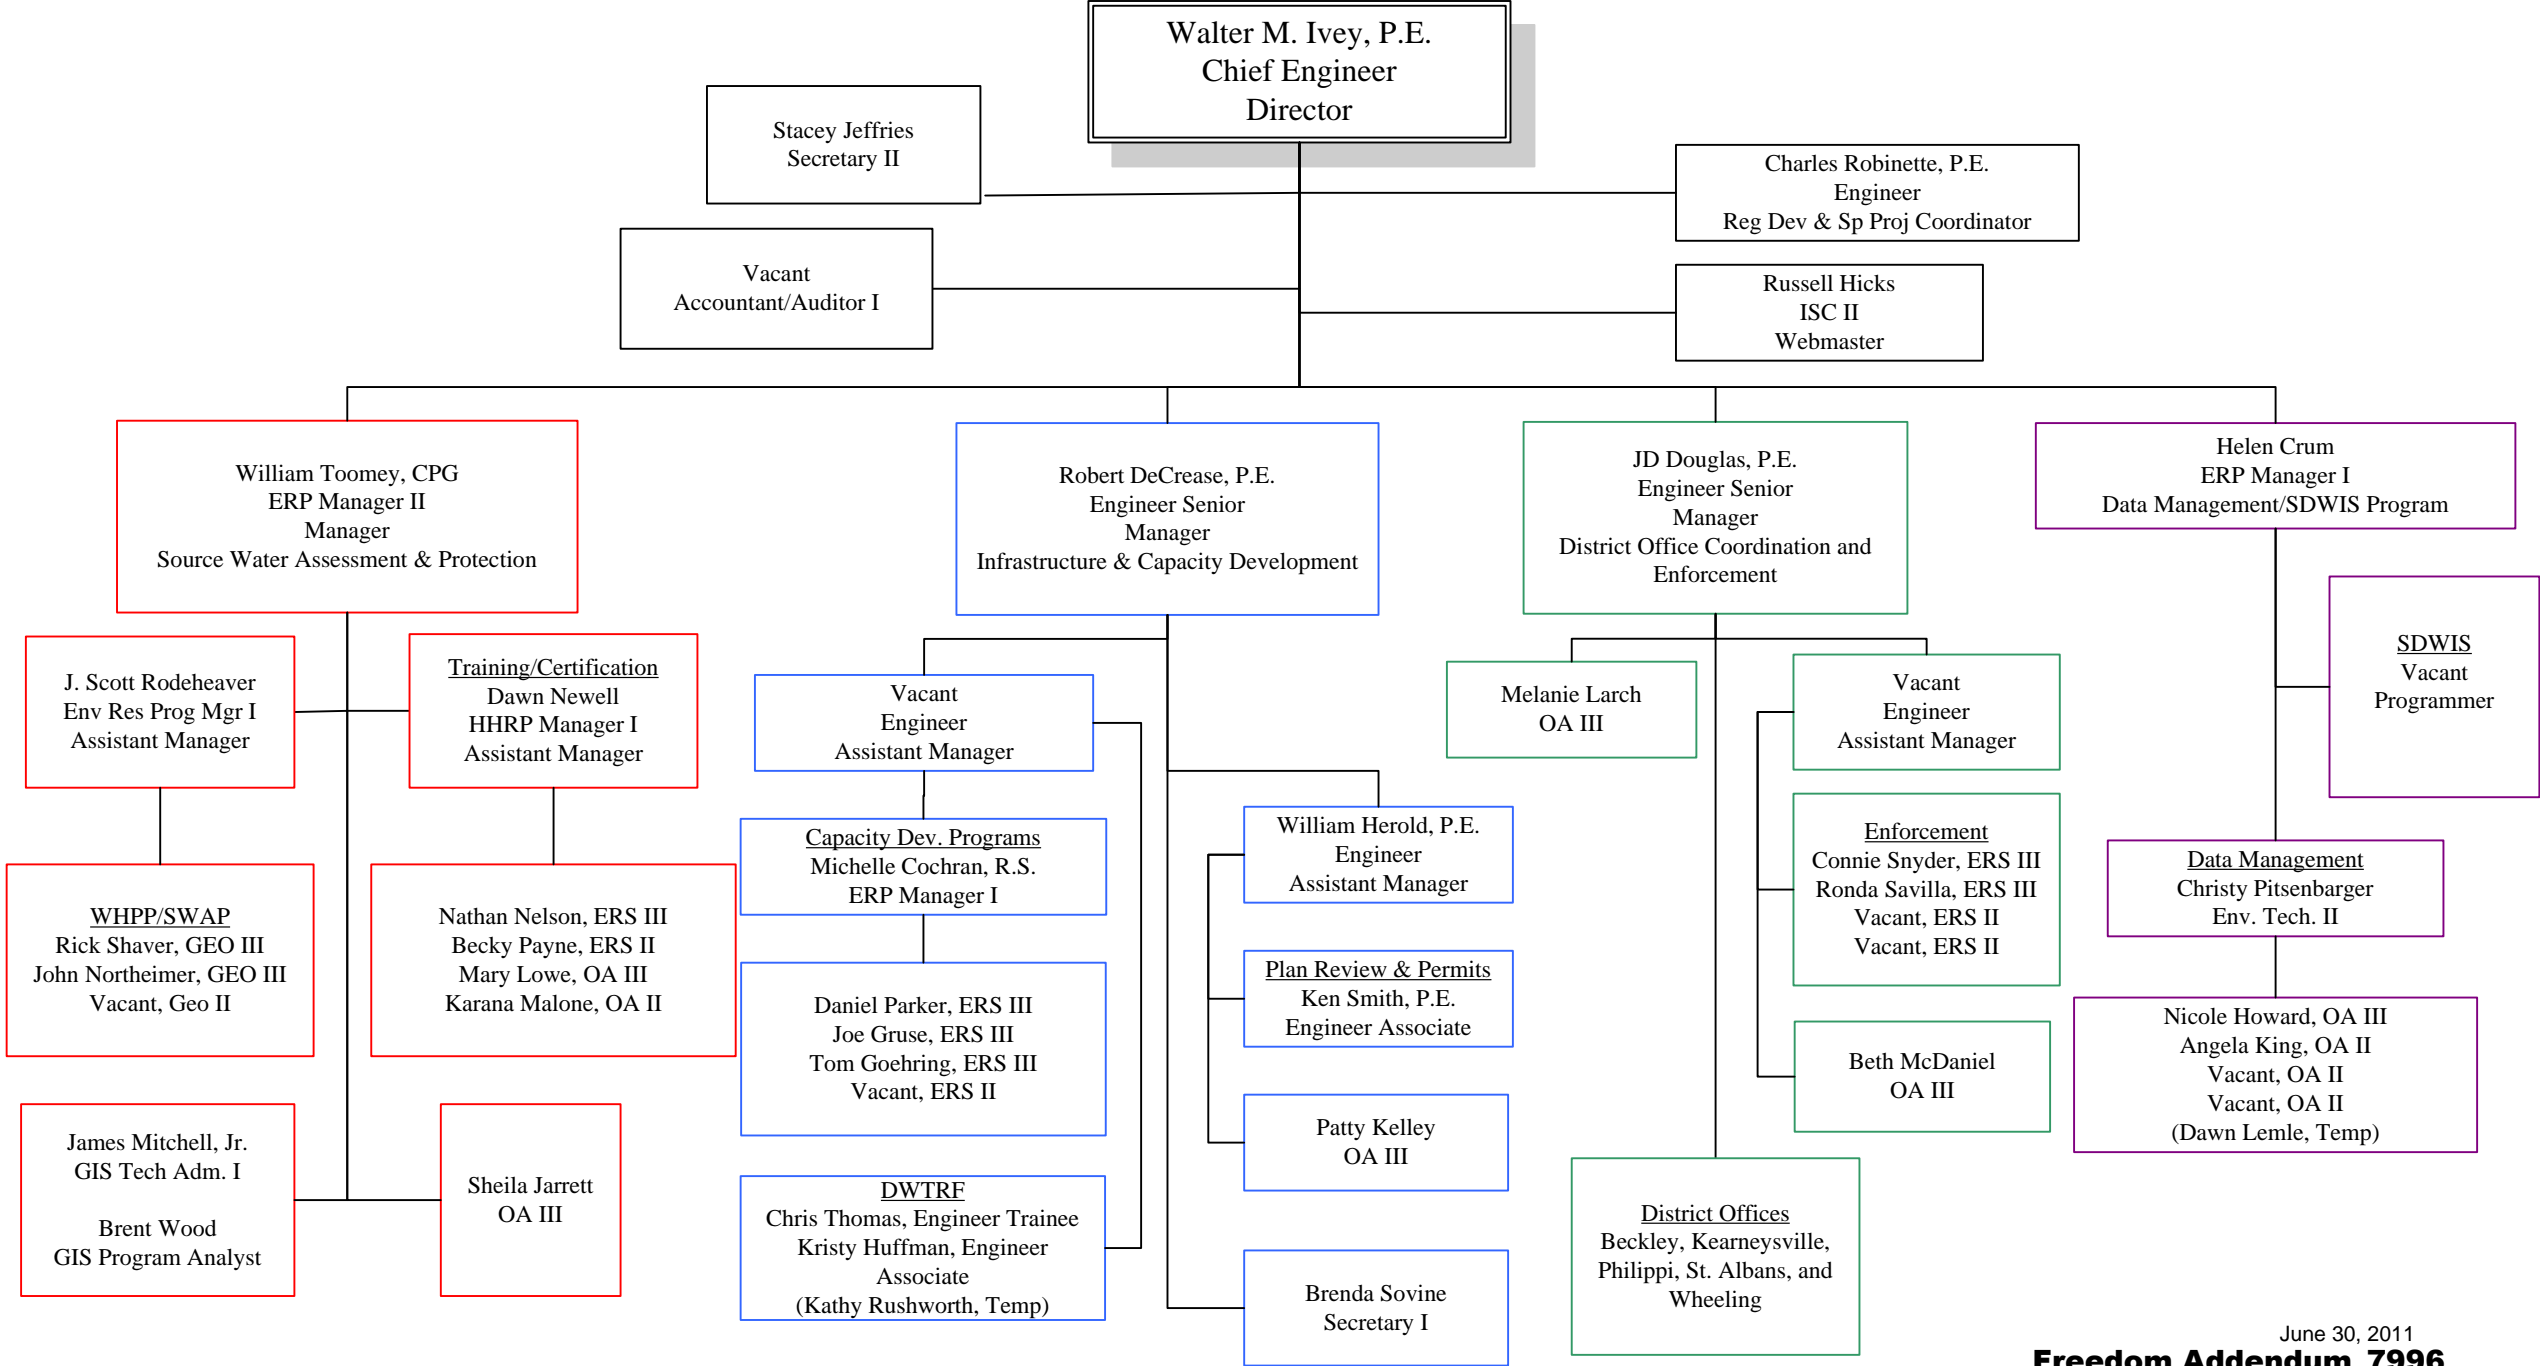 Walter M. Ivey, P.E.
Chief Engineer
Director
Stacey Jeffries
Secretary II
Charles Robinette, P.E.
Engineer
Reg Dev & Sp Proj Coordinator
Vacant
Accountant/Auditor I
Russell Hicks
ISC II
Webmaster
William Toomey, CPG
ERP Manager II
Manager
Source Water Assessment & Protection
Robert DeCrease, P.E.
Engineer Senior
Manager
Infrastructure & Capacity Development
JD Douglas, P.E.
Engineer Senior
Manager
District Office Coordination and
Enforcement
Helen Crum
ERP Manager I
Data Management/SDWIS Program
J. Scott Rodeheaver
Env Res Prog Mgr I
Assistant Manager
Training/Certification
Dawn Newell
HHRP Manager I
Assistant Manager
WHPP/SWAP
Rick Shaver, GEO III
John Northeimer, GEO III
Vacant, Geo II
Nathan Nelson, ERS III
Becky Payne, ERS II
Mary Lowe, OA III
Karana Malone, OA II
James Mitchell, Jr.
GIS Tech Adm. I
Brent Wood
GIS Program Analyst
Sheila Jarrett
OA III
Vacant
Engineer
Assistant Manager
Capacity Dev. Programs
Michelle Cochran, R.S.
ERP Manager I
Daniel Parker, ERS III
Joe Gruse, ERS III
Tom Goehring, ERS III
Vacant, ERS II
DWTRF
Chris Thomas, Engineer Trainee
Kristy Huffman, Engineer
Associate
(Kathy Rushworth, Temp)
William Herold, P.E.
Engineer
Assistant Manager
Plan Review & Permits
Ken Smith, P.E.
Engineer Associate
Patty Kelley
OA III
Brenda Sovine
Secretary I
Melanie Larch
OA III
Vacant
Engineer
Assistant Manager
Enforcement
Connie Snyder, ERS III
Ronda Savilla, ERS III
Vacant, ERS II
Vacant, ERS II
Beth McDaniel
OA III
District Offices
Beckley, Kearneysville,
Philippi, St. Albans, and
Wheeling
SDWIS
Vacant
Programmer
Data Management
Christy Pitsenbarger
Env. Tech. II
Nicole Howard, OA III
Angela King, OA II
Vacant, OA II
Vacant, OA II
(Dawn Lemle, Temp)
June 30, 2011
Freedom Addendum_7996